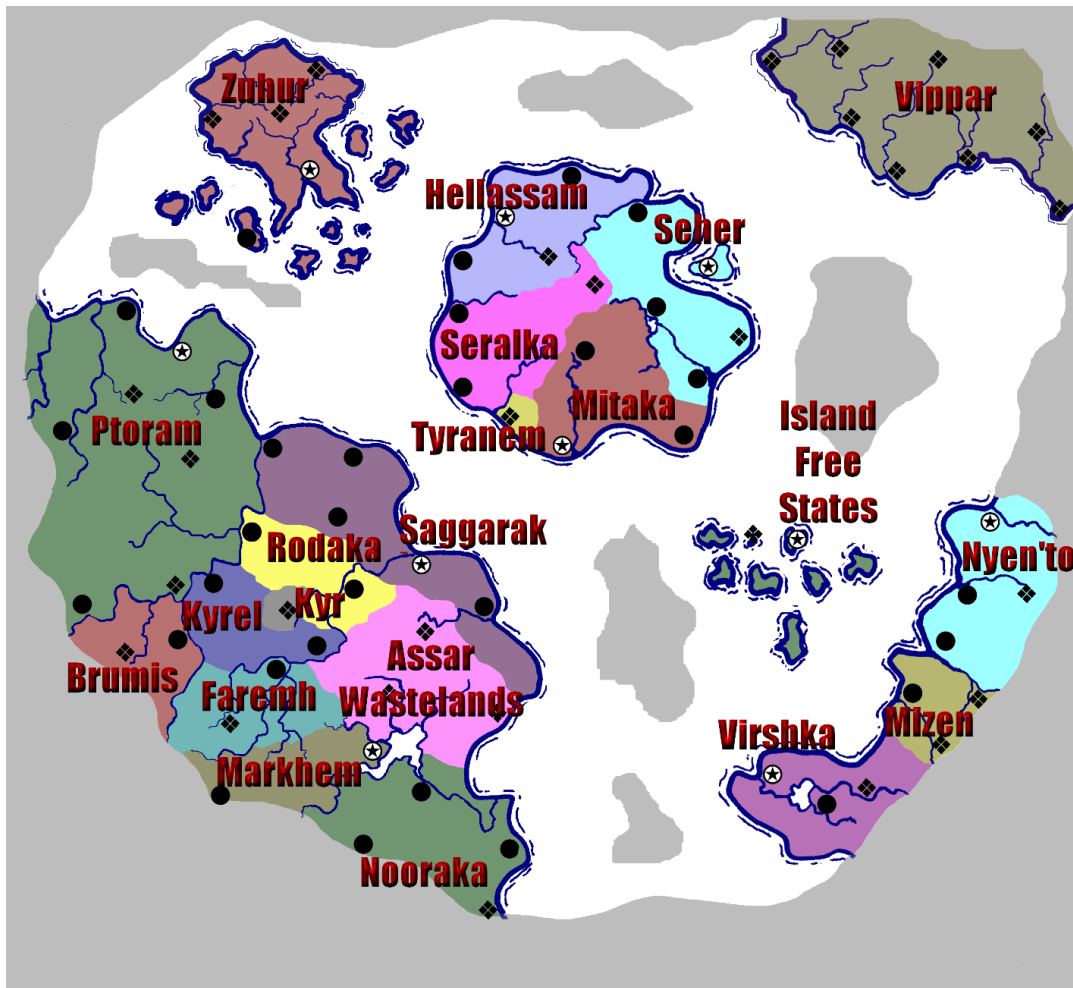 Zuhur
Vippar
Hellassam
Seher
Seralka
Mitaka
Tyranem
Island
Free
States
Ptoram
Saggarak
Rodaka
Kyr
Kyrel
Nyen'to
Assar
Wastelands
Brumis
Faremh
Mizen
Virshka
Markhem
Nooraka